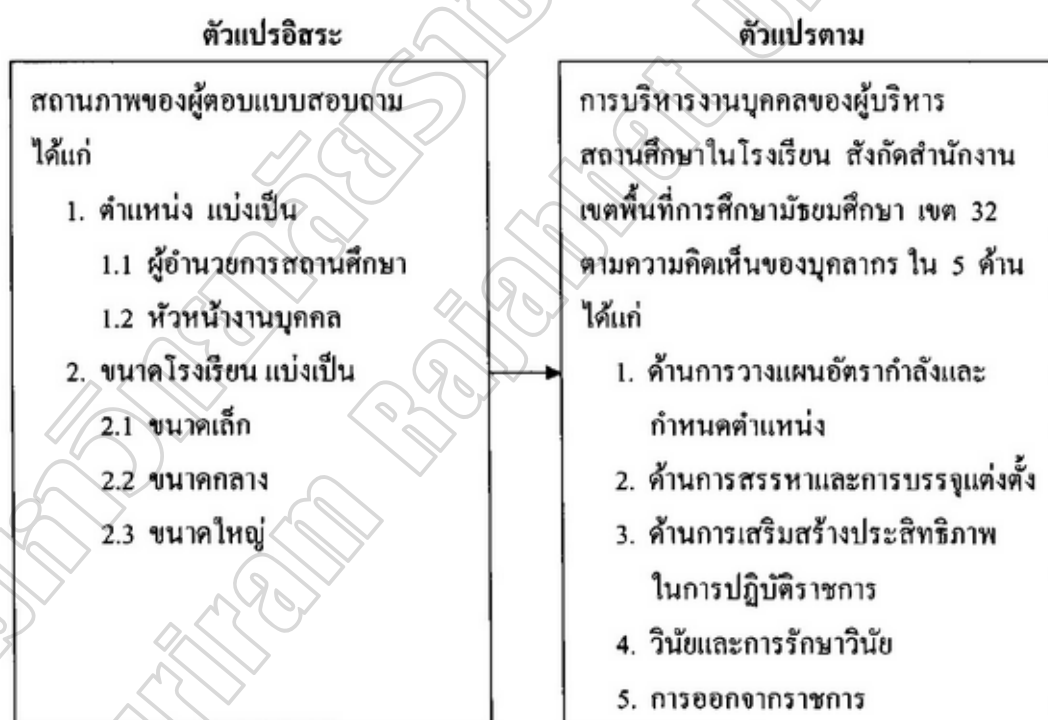 ตัวแปรอิสระ
สถานภาพของผู้ตอบแบบสอบถาม
ได้แก่
1. ตำแหน่ง แบ่งเป็น
1.1 ผู้อำนวยการสถานศึกษา
1.2 หัวหน้างานบุคคล
2. ขนาดโรงเรียน แบ่งเป็น
2.1 ขนาดเล็ก
2.2 ขนาดกลาง
2.3 ขนาดใหญ่
ตัวแปรตาม
การบริหารงานบุคคลของผู้บริหาร
สถานศึกษาในโรงเรียน สังกัดสำนักงาน
เขตพื้นที่การศึกษามัธยมศึกษา เขต 32
ตามความคิดเห็นของบุคลากร ใน 5 ด้าน
ได้แก่
1. ด้านการวางแผนอัตรากำลังและ
กำหนดตำแหน่ง
2. ด้านการสรรหาและการบรรจุแต่งตั้ง
3. ด้านการเสริมสร้างประสิทธิภาพ
ในการปฏิบัติราชการ
4. วินัยและการรักษาวินัย
5. การออกจากราชการ
Buriram Rajabhat